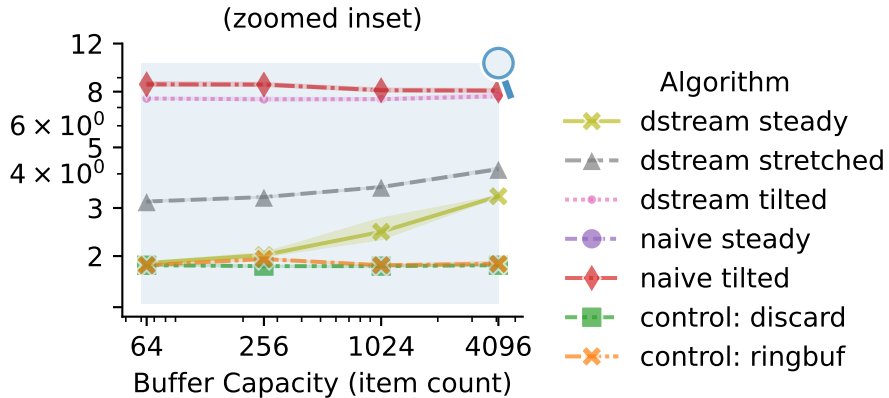 (zoomed inset)
12
8
6 × 10⁰
5
4 × 10⁰
3
2
64 256 1024 4096
Buffer Capacity (item count)
Algorithm
dstream steady
dstream stretched
dstream tilted
naive steady
naive tilted
control: discard
control: ringbuf